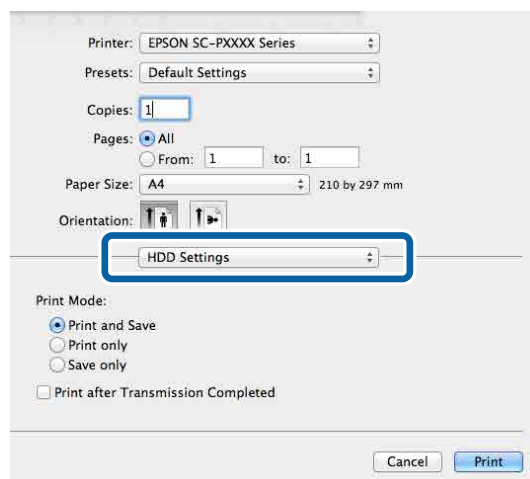 Printer: EPSON SC-PXXXX Series
Presets: Default Settings
Copies: 1
Pages: All
From: 1 to: 1
Paper Size: A4 210 by 297 mm
Orientation:
HDD Settings
Print Mode:
Print and Save
Print only
Save only
Print after Transmission Completed
Cancel Print